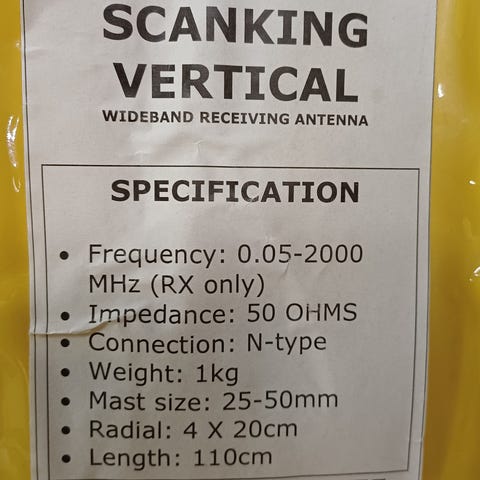 SCANKING
VERTICAL
WIDEBAND RECEIVING ANTENNA
SPECIFICATION
• Frequency: 0.05-2000
MHz (RX only)
• Impedance: 50 OHMS
• Connection: N-type
• Weight: 1kg
• Mast size: 25-50mm
• Radial: 4 X 20cm
• Length: 110cm